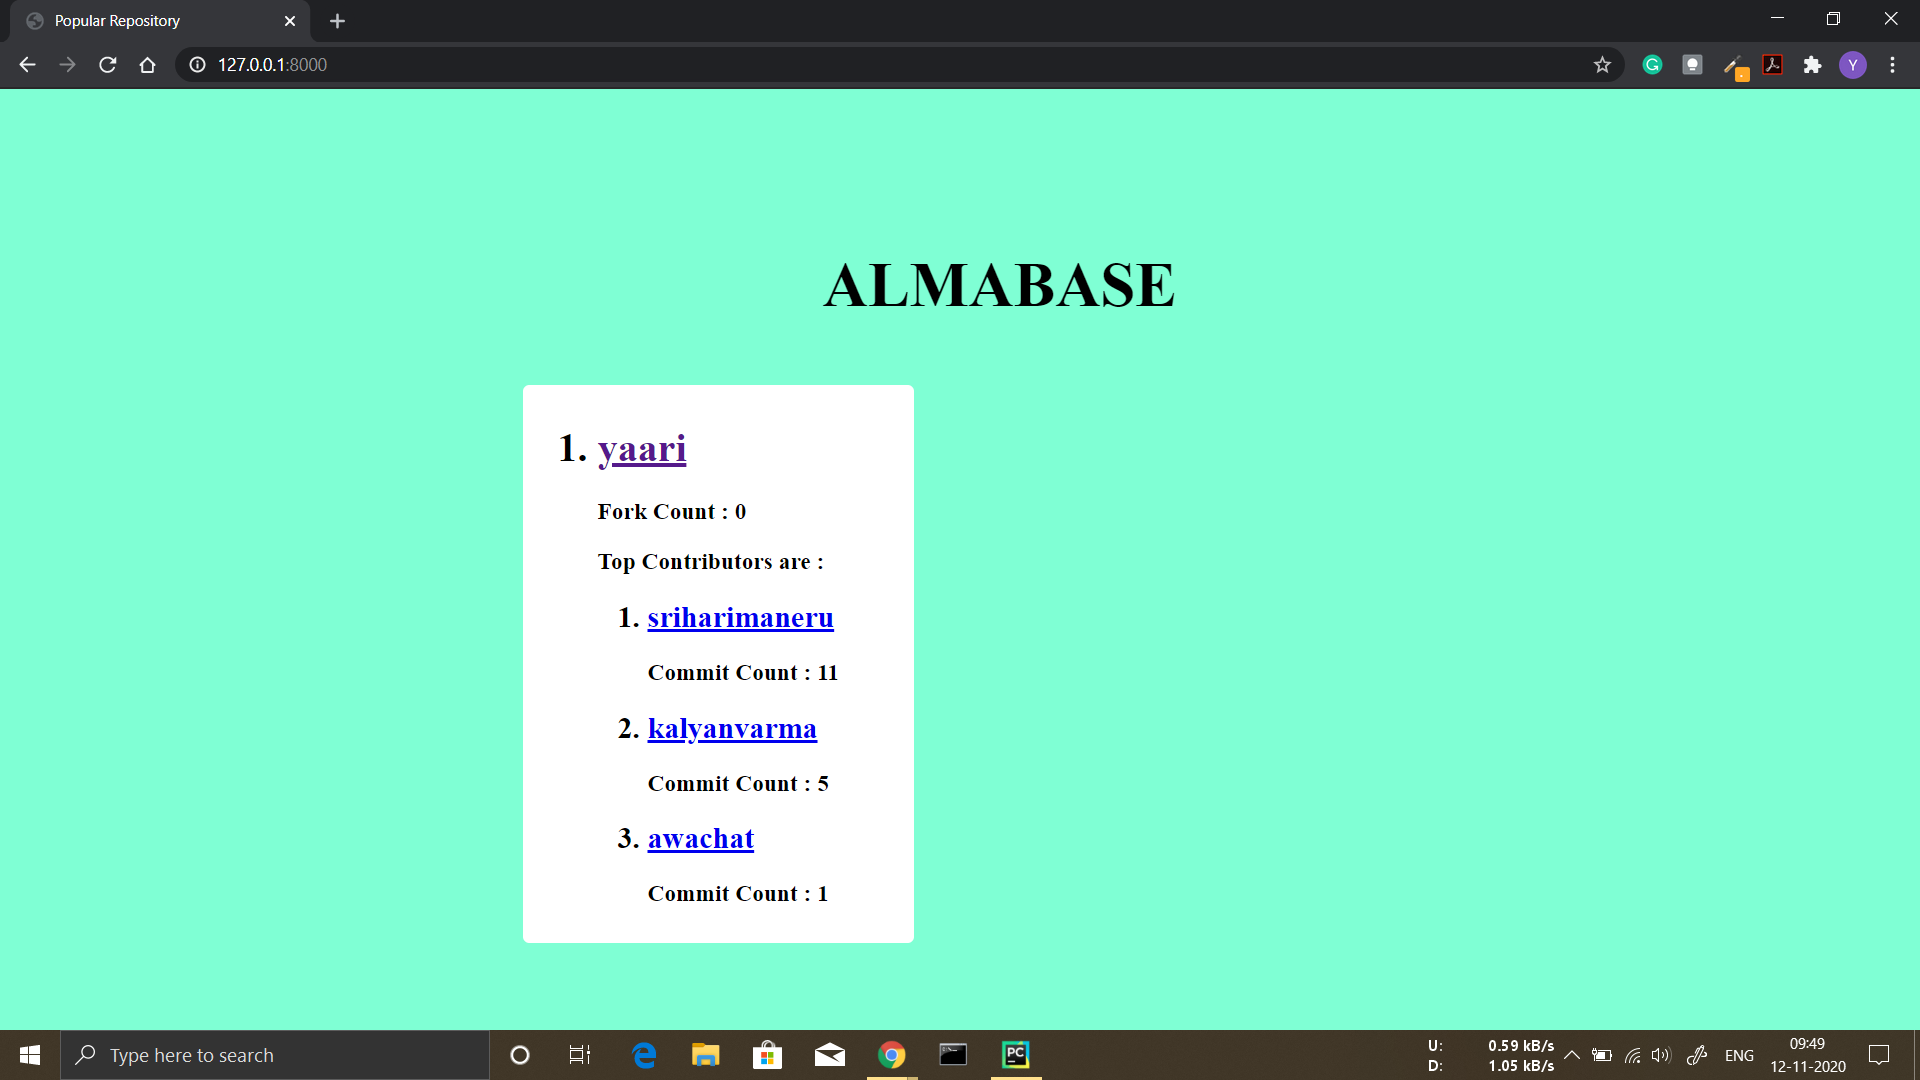 Popular Repository
127.0.0.1:8000
Y
ALMABASE
1. yaari
Fork Count : 0
Top Contributors are :
1. sriharimaneru
Commit Count : 11
2. kalyanvarma
Commit Count : 5
3. awachat
Commit Count : 1
Type here to search
PC
U: 0.59 kB/s
D: 1.05 kB/s
ENG
09:49
12-11-2020